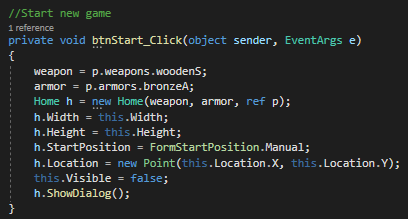 //Start new game
1 reference
private void btnStart_Click(object sender, EventArgs e)
{
weapon = p.weapons.woodenS;
armor = p.armors.bronzeA;
Home h = new Home(weapon, armor, ref p);
h.Width = this.Width;
h.Height = this.Height;
h.StartPosition = FormStartPosition.Manual;
h.Location = new Point(this.Location.X, this.Location.Y);
this.Visible = false;
h.ShowDialog();
}